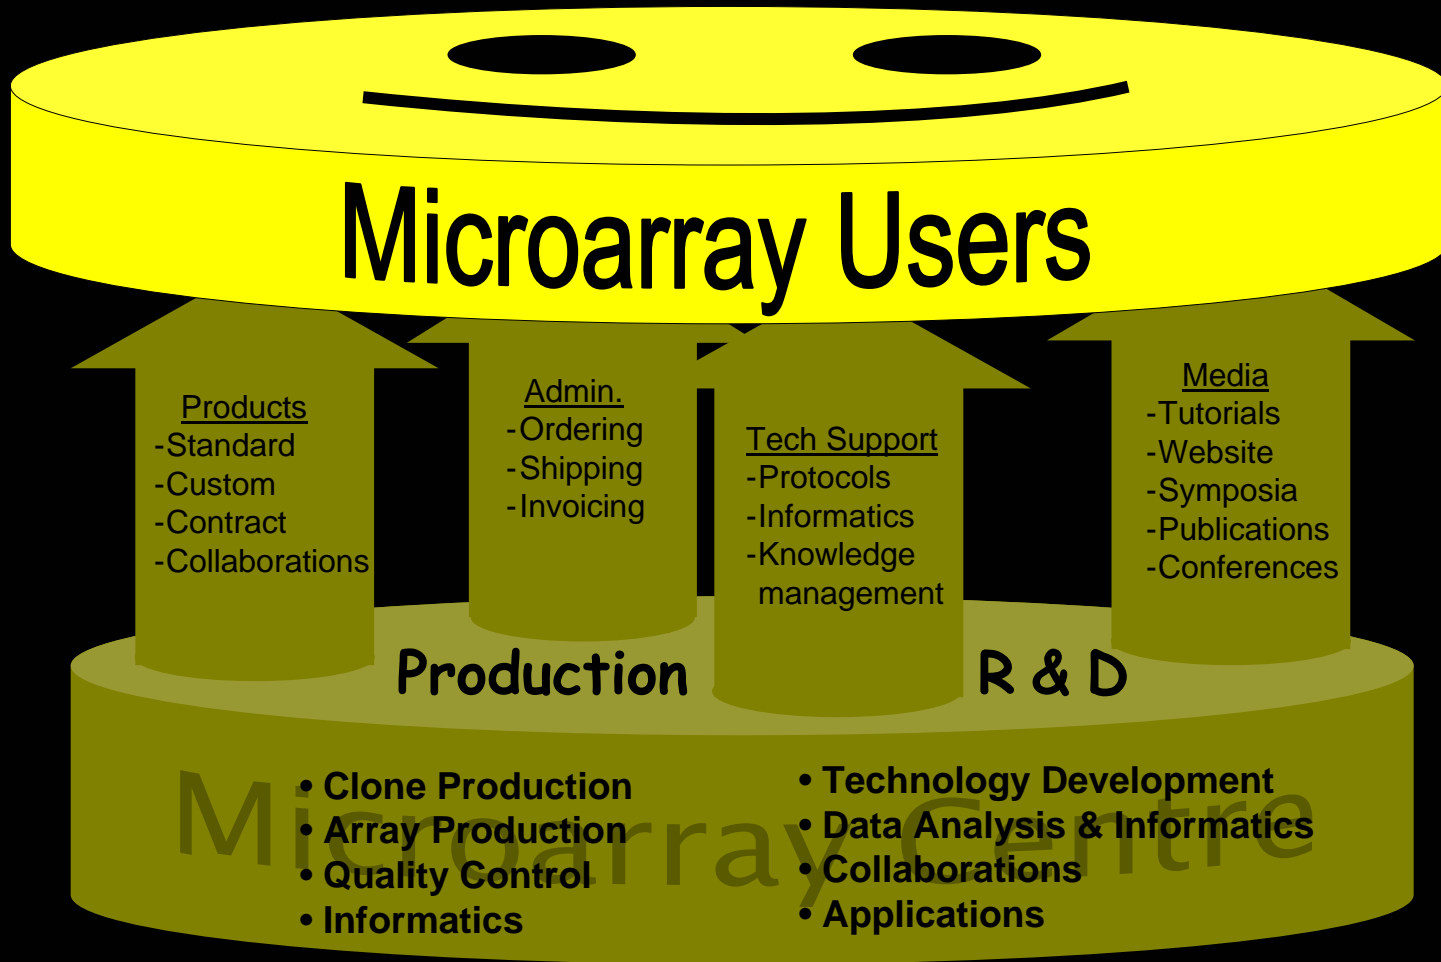 Microarray Users
Products
-Standard
-Custom
-Contract
-Collaborations
Admin.
-Ordering
-Shipping
-Invoicing
Tech Support
-Protocols
-Informatics
-Knowledge
management
Media
-Tutorials
-Website
-Symposia
-Publications
-Conferences
Production
R & D
Microarray Centre
• Clone Production
• Array Production
• Quality Control
• Informatics
• Technology Development
• Data Analysis & Informatics
• Collaborations
• Applications